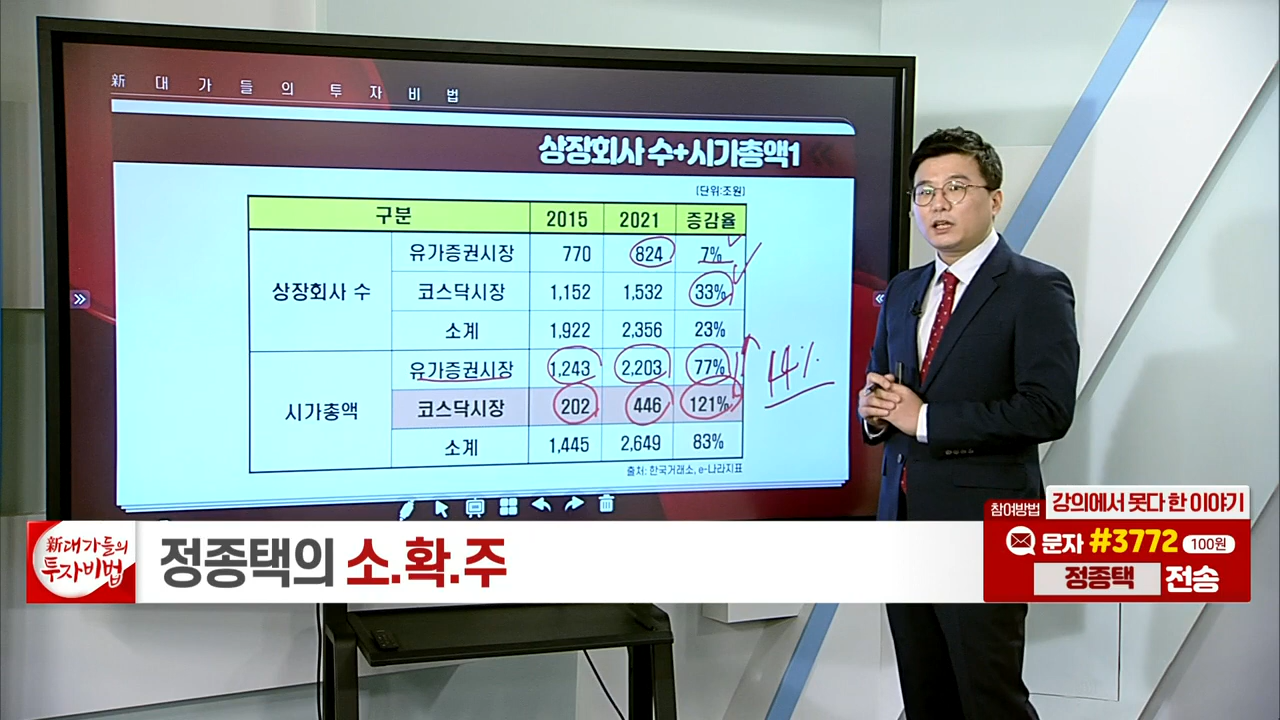 新 대 가 들 의 투 자 비 법
상장회사 수+시가총액1
[단위:조원]
구분 2015 2021 증감율
상장회사 수
유가증권시장 770 824 7%
코스닥시장 1,152 1,532 33%
소계 1,922 2,356 23%
시가총액
유가증권시장 1,243 2,203 77%
코스닥시장 202 446 121%
소계 1,445 2,649 83%
44%
출처: 한국거래소, e-나라지표
新대가들의
투자비법
정종택의 소.확.주
참여방법 강의에서 못다 한 이야기
문자 #3772 100원
정종택 전송